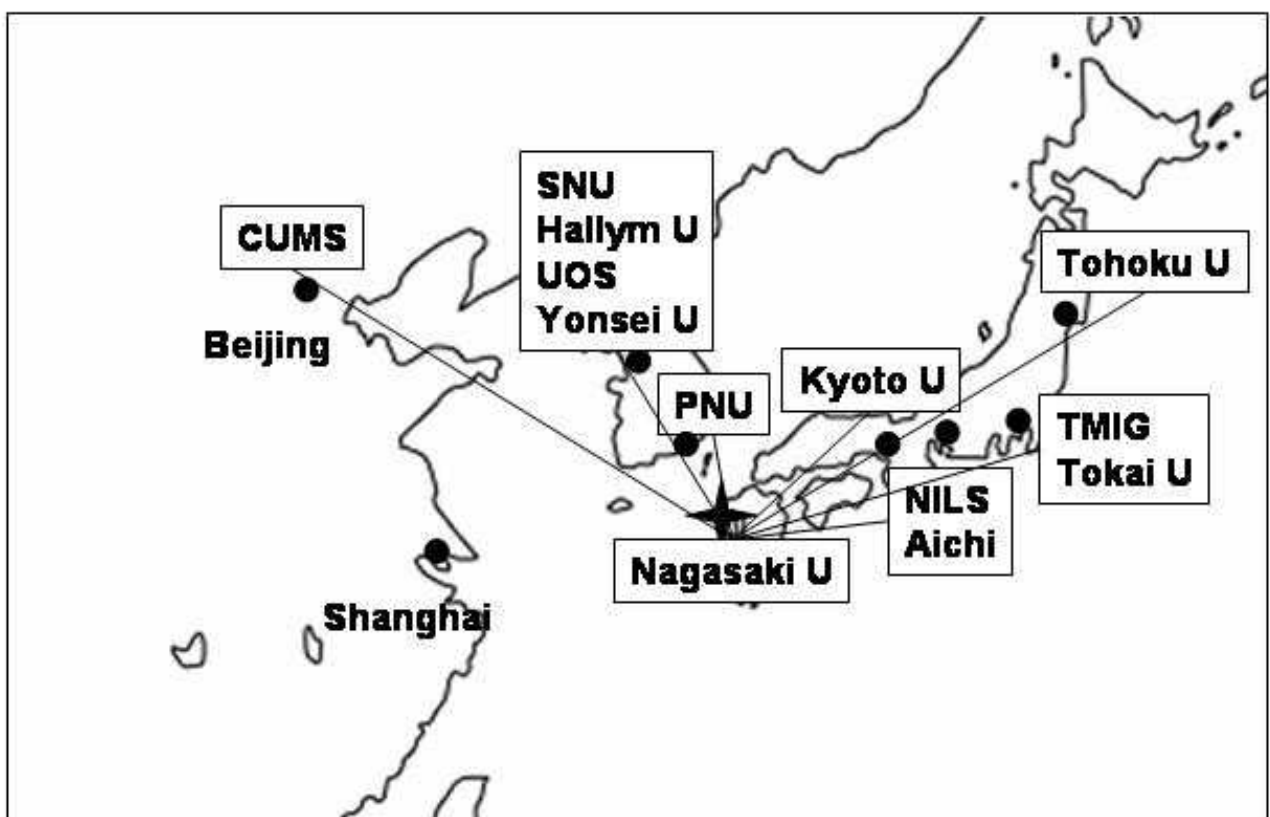 SNU
Hallym U
UOS
Yonsei U
CUMS
Tohoku U
Beijing
Kyoto U
PNU
TMIG
Tokai U
NILS
Aichi
Nagasaki U
Shanghai